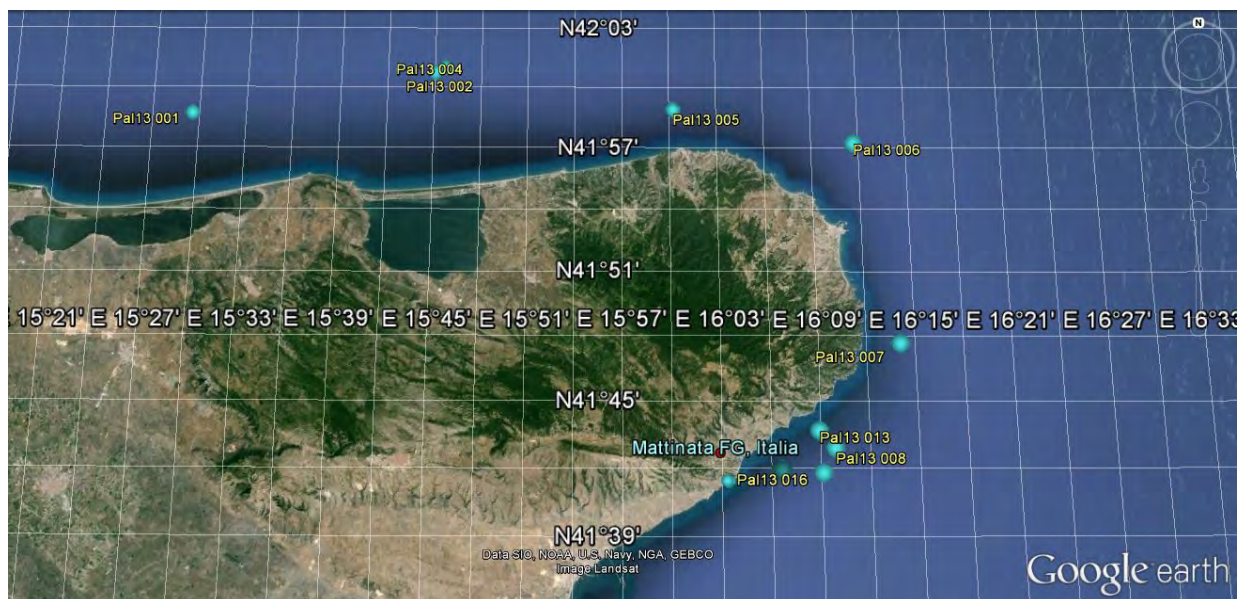 N
N42°03'
Pal13 004
Pal13 002
Pal13 001
Pal13 005
N41°57'
Pal13 006
N41°51'
E 15°21' E 15°27' E 15°33' E 15°39' E 15°45' E 15°51' E 15°57' E 16°03' E 16°09' E 16°15' E 16°21' E 16°27' E 16°33'
Pal13 007
N41°45'
Pal13 013
Mattinata FG, Italia
Pal13 008
Pal13 016
N41°39'
Data SIO, NOAA, U.S. Navy, NGA, GEBCO
Image Landsat
Google earth